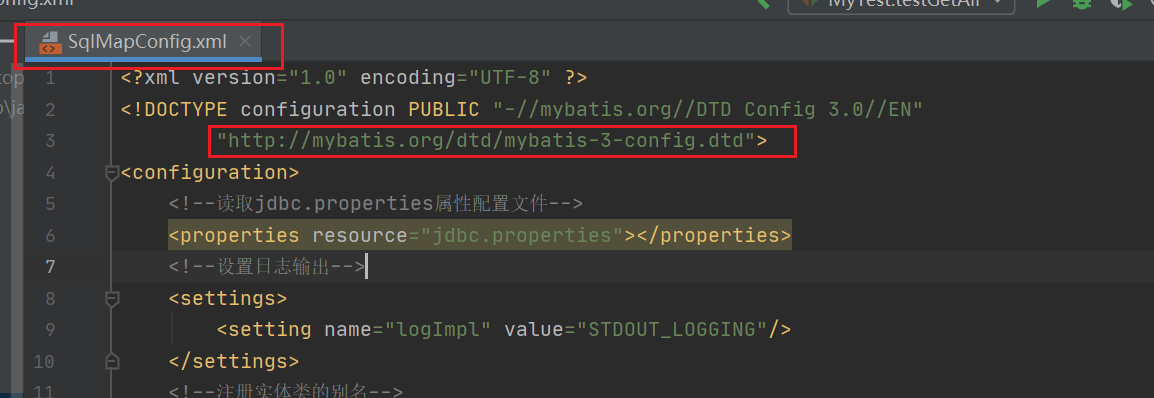 onfig.xml
MyTest.testGetAll
SqlMapConfig.xml
1 <?xml version="1.0" encoding="UTF-8" ?>
2 <!DOCTYPE configuration PUBLIC "-//mybatis.org//DTD Config 3.0//EN"
3 "http://mybatis.org/dtd/mybatis-3-config.dtd">
4 <configuration>
5 <!--读取jdbc.properties属性配置文件-->
6 <properties resource="jdbc.properties"></properties>
7 <!--设置日志输出-->
8 <settings>
9 <setting name="logImpl" value="STDOUT_LOGGING"/>
10 </settings>
11 <!--注册实体类的别名-->